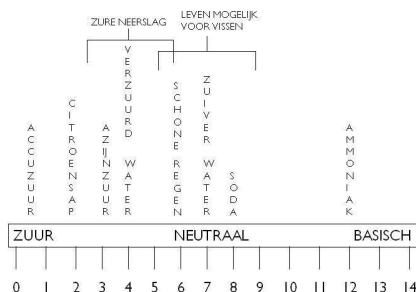 ZURE NEERSLAG
LEVEN MOGELIJK
VOOR VISSEN
ACCUZUUR
CITROENSAP
AZIJNZUUR
VERZUURD WATER
SCHONE REGEN
ZUIVER WATER
SODA
AMMONIAK
ZUUR NEUTRAAL BASISCH
0 1 2 3 4 5 6 7 8 9 10 11 12 13 14